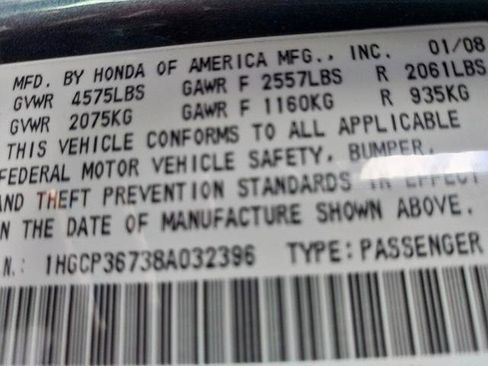 MFD. BY HONDA OF AMERICA MFG., INC. 01/08
GVWR 4575LBS GAWR F 2557LBS R 2061LBS
GVWR 2075KG GAWR F 1160KG R 935KG
THIS VEHICLE CONFORMS TO ALL APPLICABLE
FEDERAL MOTOR VEHICLE SAFETY, BUMPER,
AND THEFT PREVENTION STANDARDS IN EFFECT
ON THE DATE OF MANUFACTURE SHOWN ABOVE.
N.: 1HGCP36738A032396 TYPE: PASSENGER